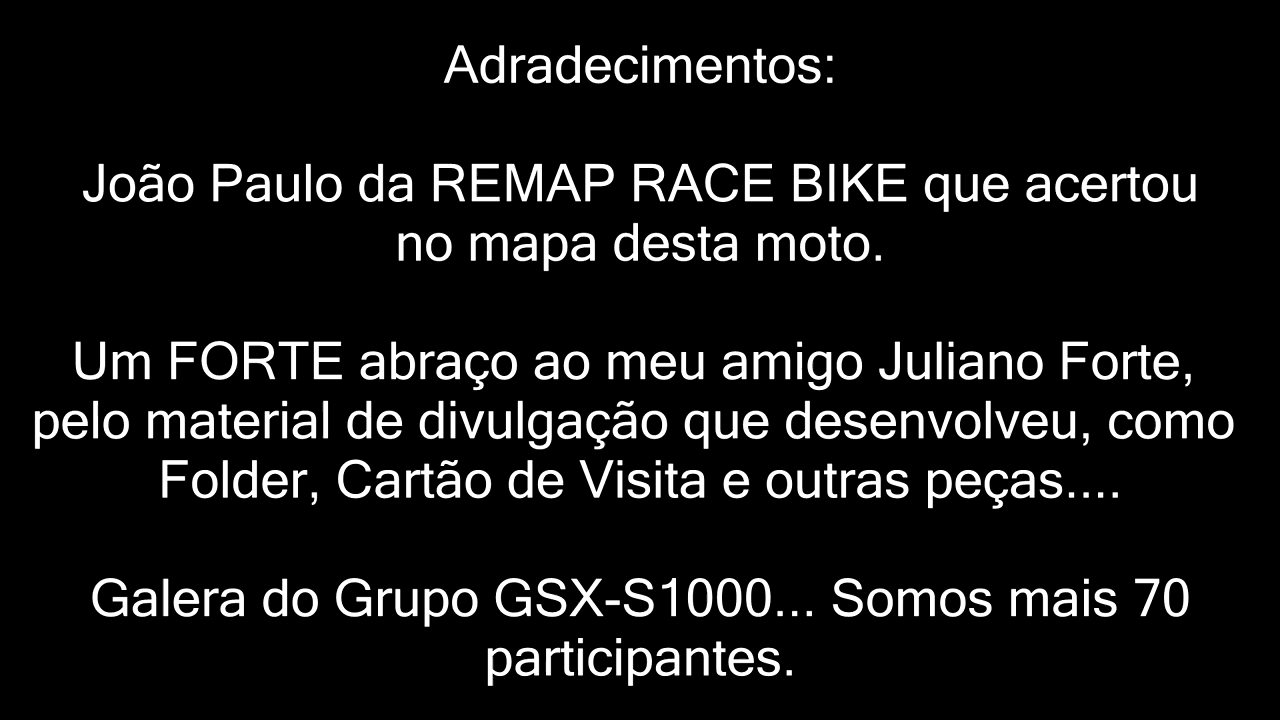 Adradecimentos:
João Paulo da REMAP RACE BIKE que acertou
no mapa desta moto.
Um FORTE abraço ao meu amigo Juliano Forte,
pelo material de divulgação que desenvolveu, como
Folder, Cartão de Visita e outras peças....
Galera do Grupo GSX-S1000... Somos mais 70
participantes.